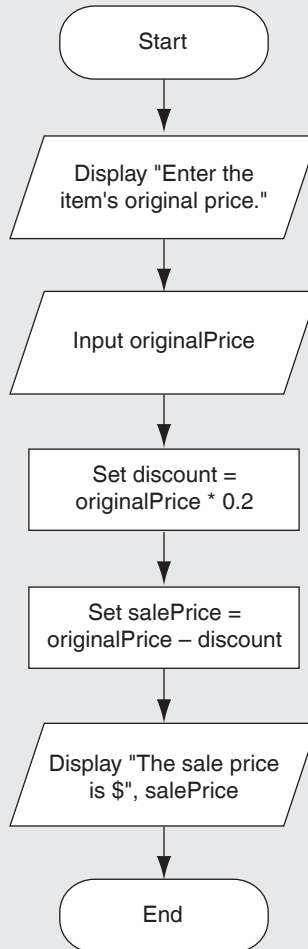 Start
Display "Enter the
item's original price."
Input originalPrice
Set discount =
originalPrice * 0.2
Set salePrice =
originalPrice – discount
Display "The sale price
is $", salePrice
End